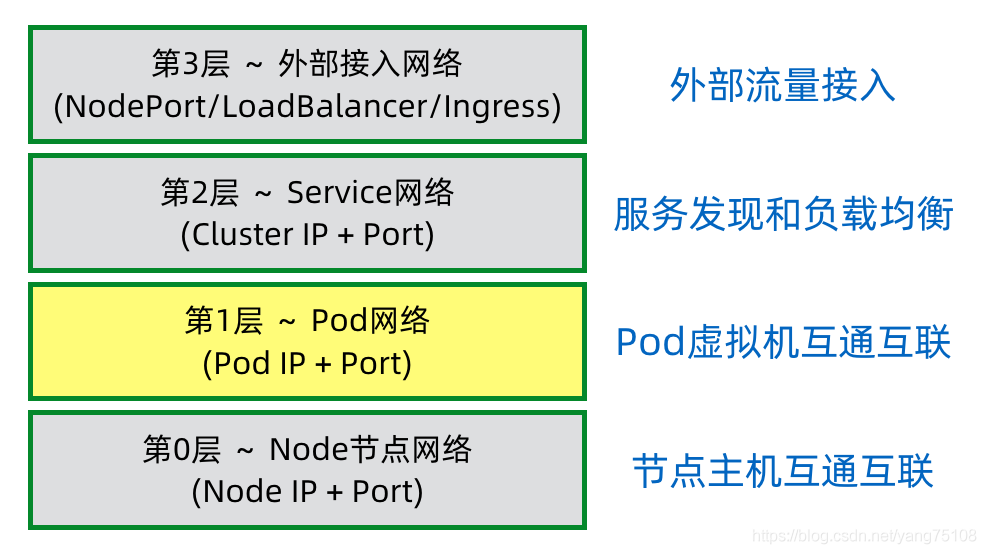 第3层 ~ 外部接入网络
(NodePort/LoadBalancer/Ingress)
外部流量接入
第2层 ~ Service网络
(Cluster IP + Port)
服务发现和负载均衡
第1层 ~ Pod网络
(Pod IP + Port)
Pod虚拟机互通互联
第0层 ~ Node节点网络
(Node IP + Port)
节点主机互通互联
https://blog.csdn.net/yang75108